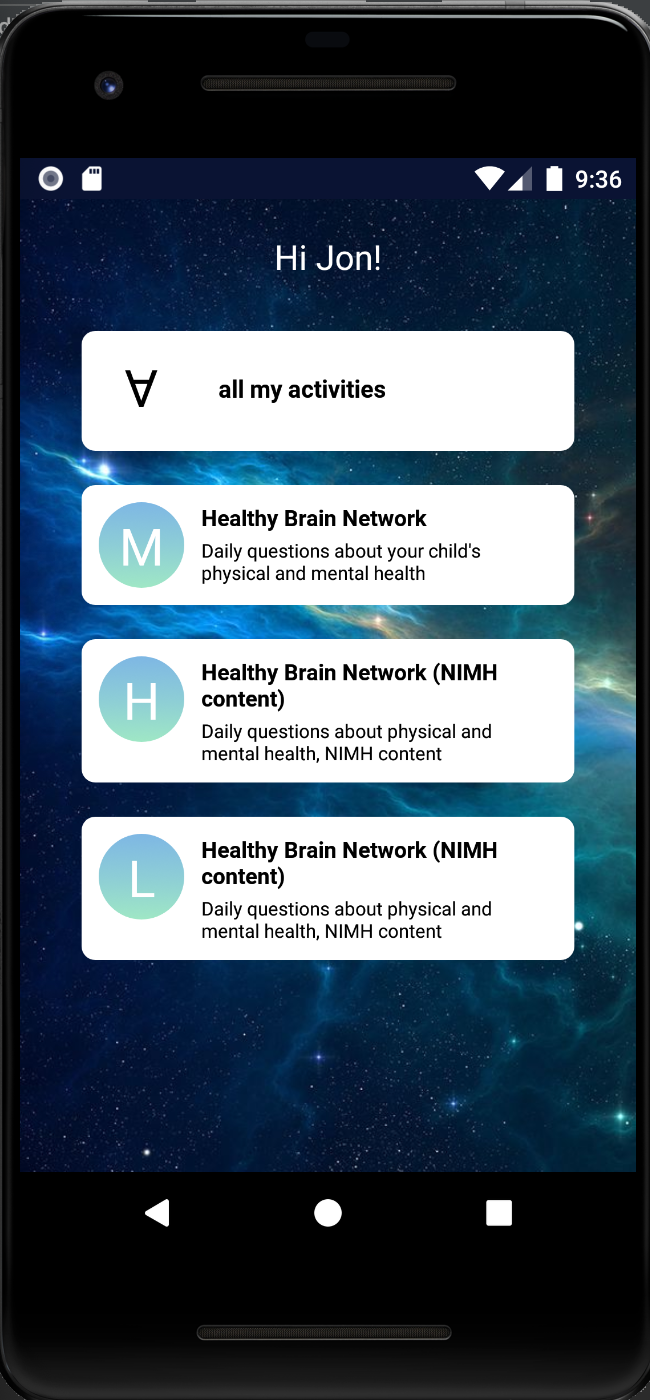 9:36
Hi Jon!
∀
all my activities
M
Healthy Brain Network
Daily questions about your child's
physical and mental health
H
Healthy Brain Network (NIMH
content)
Daily questions about physical and
mental health, NIMH content
L
Healthy Brain Network (NIMH
content)
Daily questions about physical and
mental health, NIMH content